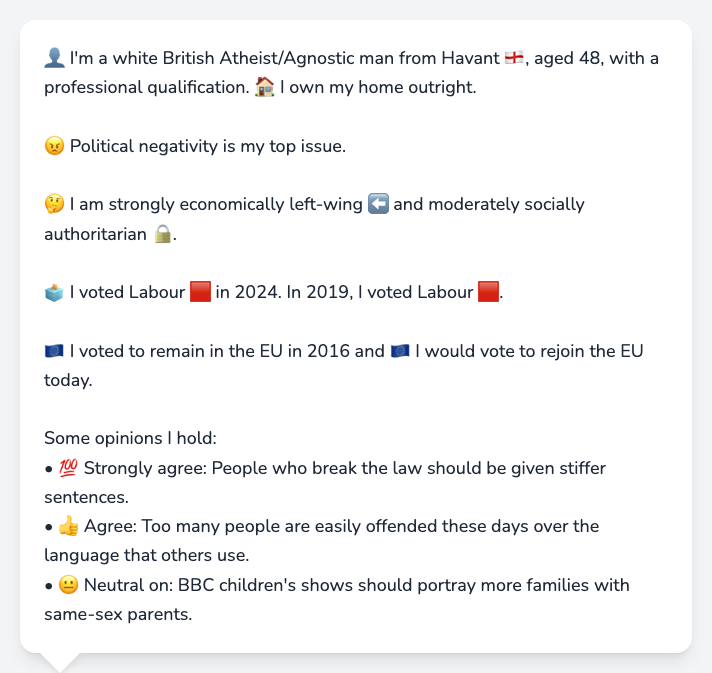 👤 I'm a white British Atheist/Agnostic man from Havant 🏴󠁧󠁢󠁥󠁮󠁧󠁿, aged 48, with a
professional qualification. 🏠 I own my home outright.
😠 Political negativity is my top issue.
🤔 I am strongly economically left-wing ⬅️ and moderately socially
authoritarian 🔒.
🗳️ I voted Labour 🟥 in 2024. In 2019, I voted Labour 🟥.
🇪🇺 I voted to remain in the EU in 2016 and 🇪🇺 I would vote to rejoin the EU
today.
Some opinions I hold:
• 💯 Strongly agree: People who break the law should be given stiffer
sentences.
• 👍 Agree: Too many people are easily offended these days over the
language that others use.
• 😐 Neutral on: BBC children's shows should portray more families with
same-sex parents.